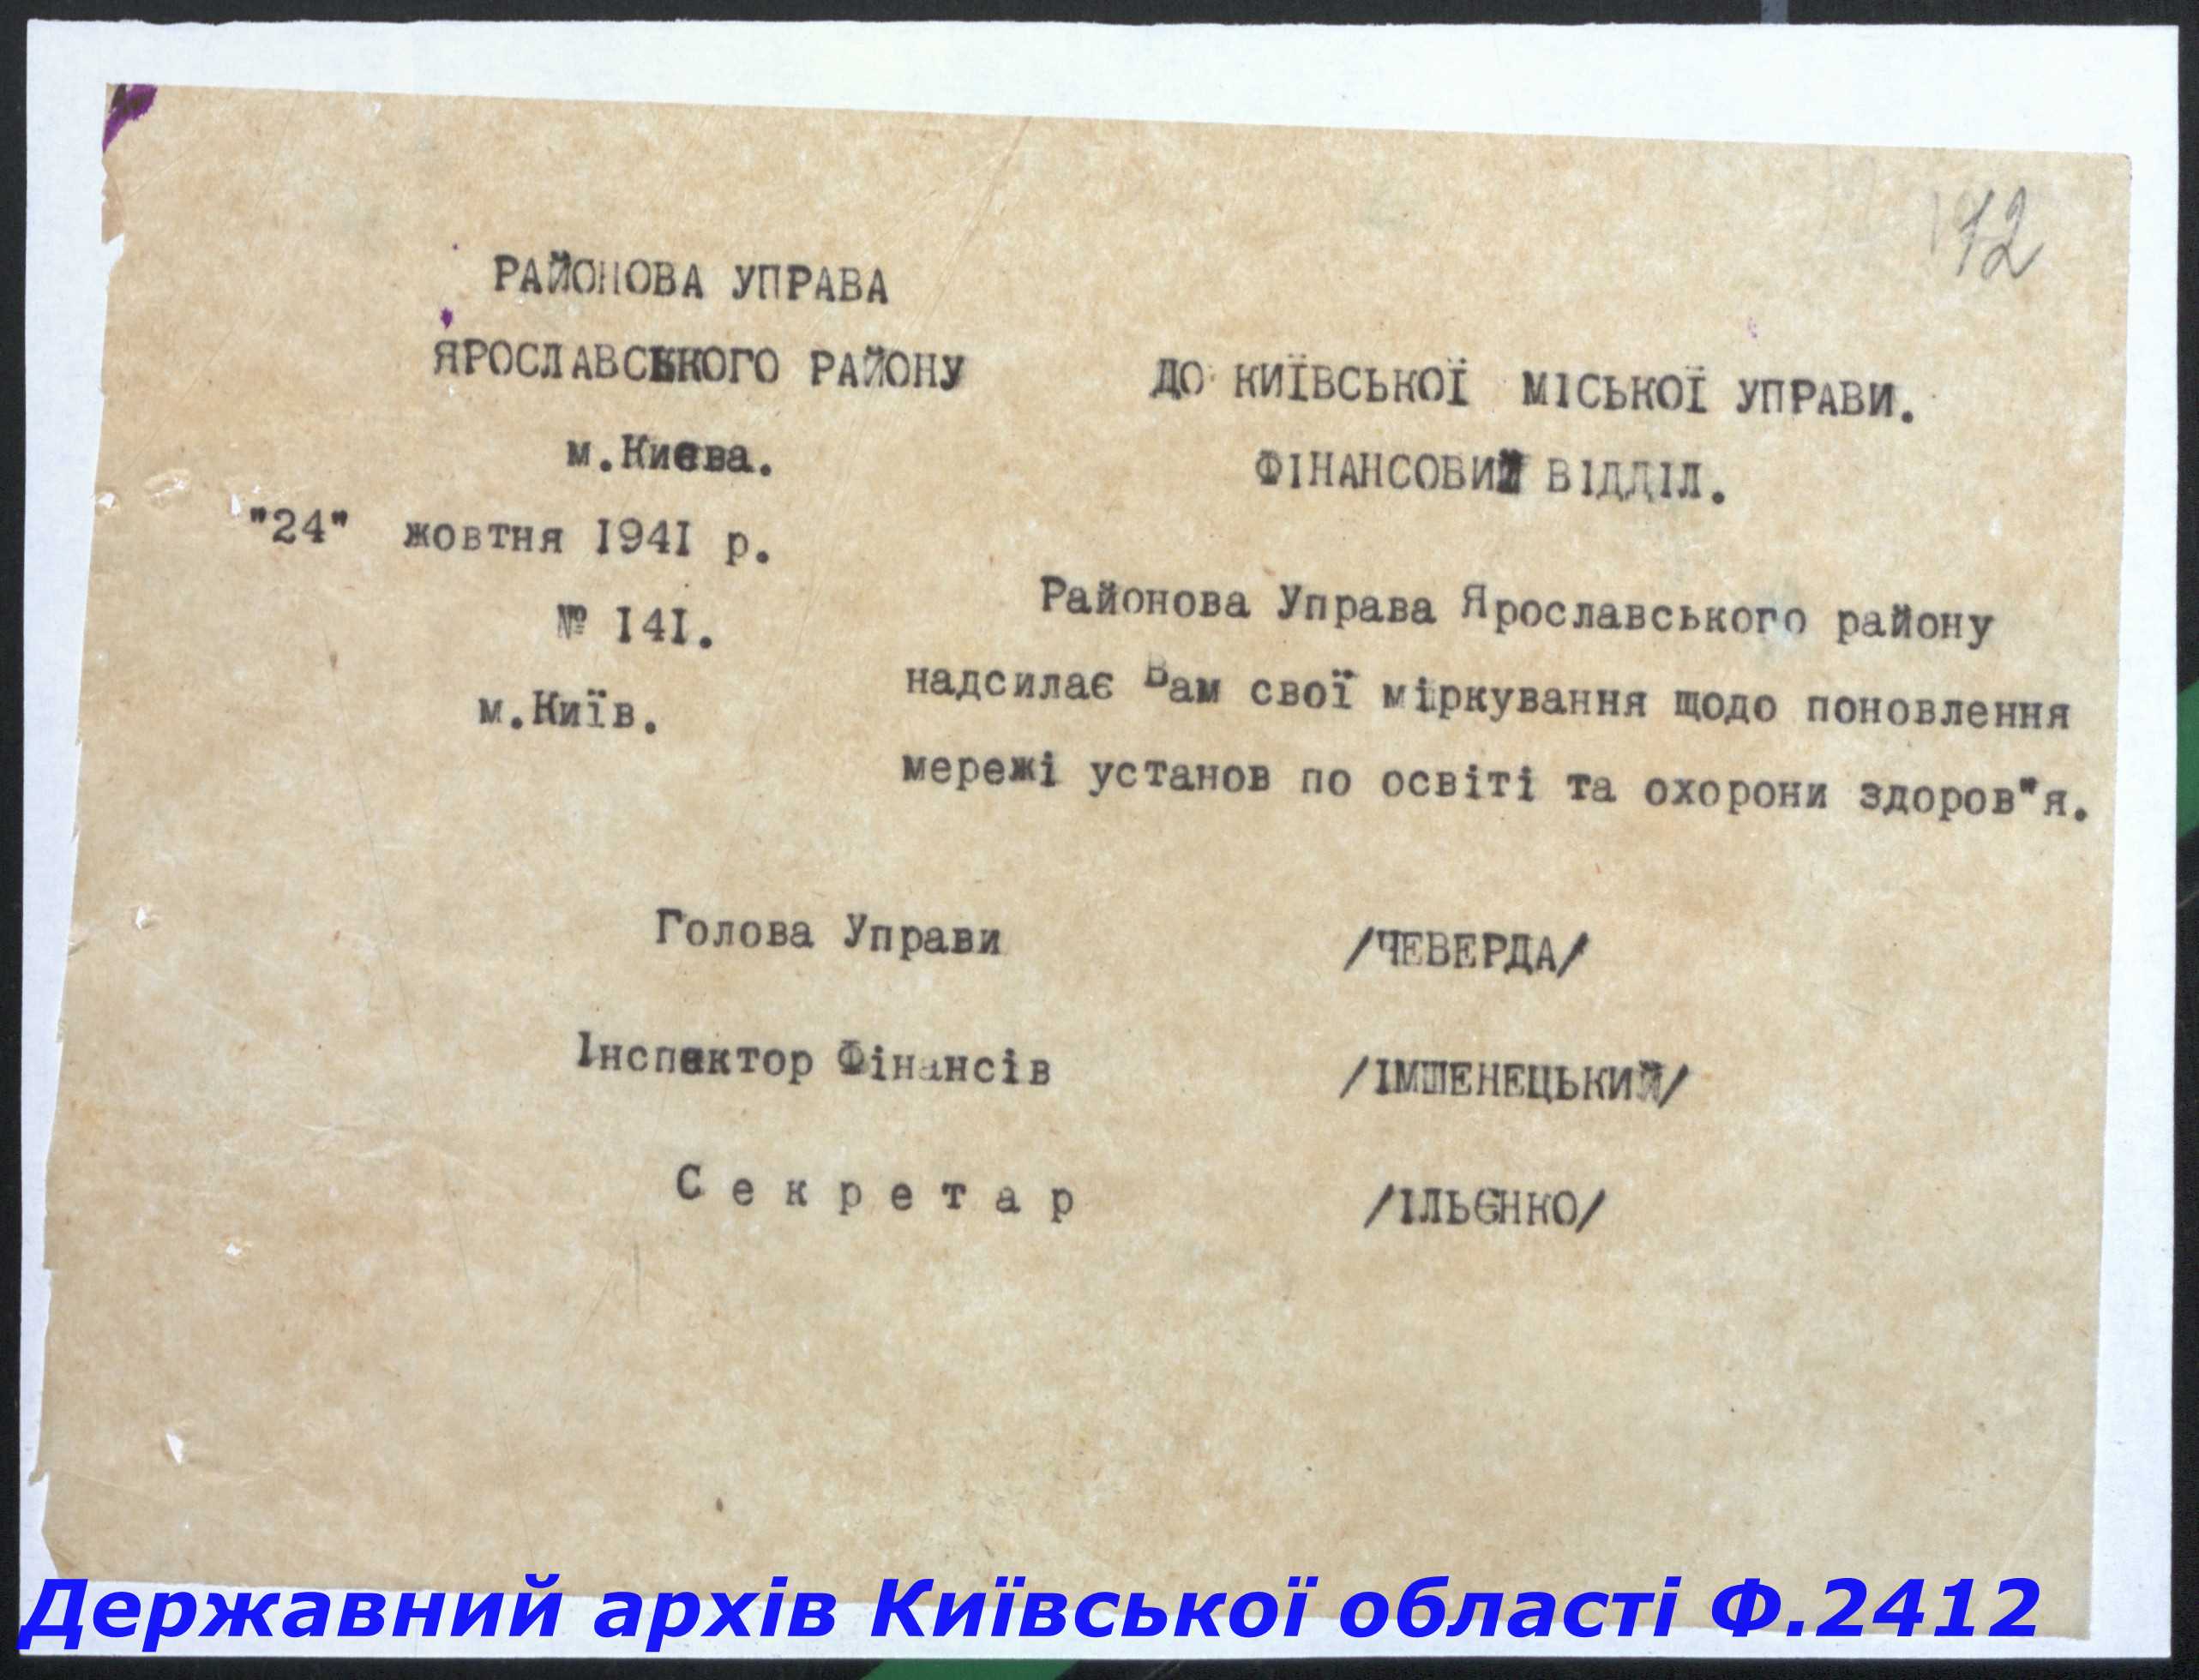 12
РАЙОНОВА УПРАВА
ЯРОСЛАВСЬКОГО РАЙОНУ
м.Києва.
"24" жовтня 1941 р.
№ 141.
м.Київ.
ДО КИЇВСЬКОЇ МІСЬКОЇ УПРАВИ.
ФІНАНСОВИЙ ВІДДІЛ.
Районова Управа Ярославського району
надсилає Вам свої міркування щодо поновлення
мережі установ по освіті та охорони здоров"я.
Голова Управи /ЧЕВЕРДА/
Інспектор Фінансів /ІМШЕНЕЦЬКИЙ/
С е к р е т а р /ІЛЬЄНКО/
Державний архів Київської області Ф.2412